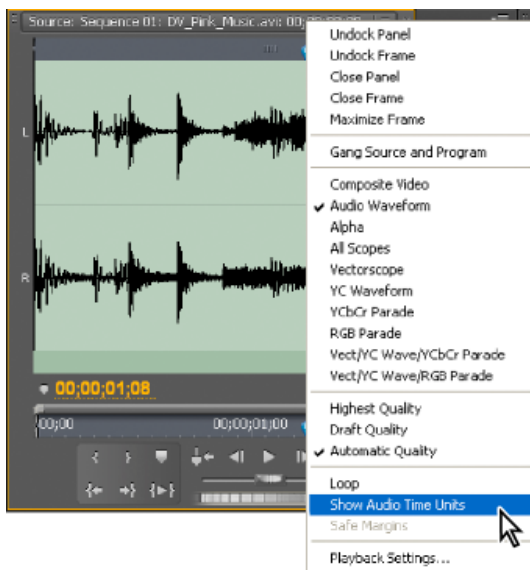 Source: Sequence 01: DV_Pink_Music.avi: 00;
Undock Panel
Undock Frame
Close Panel
Close Frame
Maximize Frame
Gang Source and Program
Composite Video
Audio Waveform
Alpha
All Scopes
Vectorscope
YC Waveform
YCbCr Parade
RGB Parade
Vect/YC Wave/YCbCr Parade
Vect/YC Wave/RGB Parade
Highest Quality
Draft Quality
Automatic Quality
Loop
Show Audio Time Units
Safe Margins
Playback Settings...
L
R
00;00;01;08
00;00
00;00;01;00